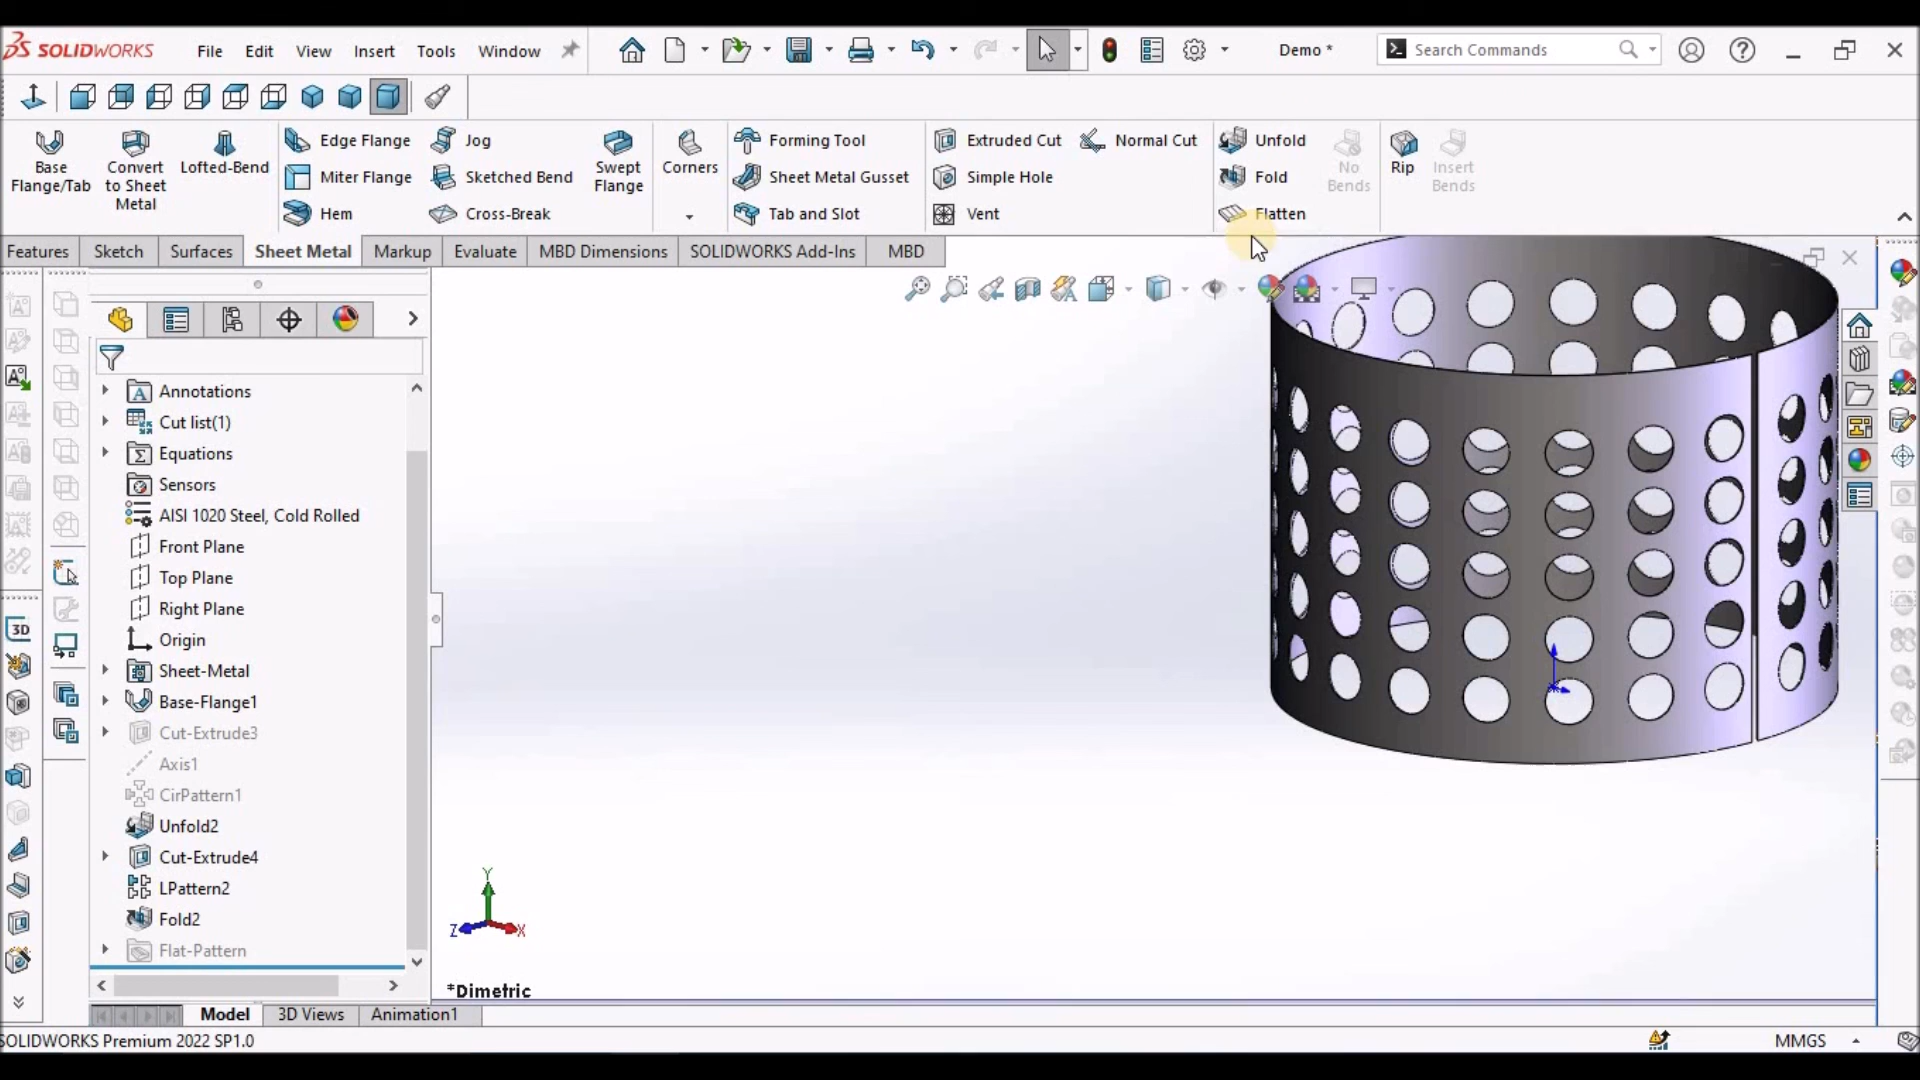 SOLIDWORKS File Edit View Insert Tools Window Demo * Search Commands
Base Flange/Tab
Convert to Sheet Metal
Lofted-Bend
Edge Flange
Miter Flange
Hem
Jog
Sketched Bend
Cross-Break
Swept Flange
Corners
Forming Tool
Sheet Metal Gusset
Tab and Slot
Extruded Cut
Simple Hole
Vent
Normal Cut
Unfold
Fold
Flatten
No Bends
Rip
Insert Bends
Features Sketch Surfaces Sheet Metal Markup Evaluate MBD Dimensions SOLIDWORKS Add-Ins MBD
Annotations
Cut list(1)
Equations
Sensors
AISI 1020 Steel, Cold Rolled
Front Plane
Top Plane
Right Plane
Origin
Sheet-Metal
Base-Flange1
Cut-Extrude3
Axis1
CirPattern1
Unfold2
Cut-Extrude4
LPattern2
Fold2
Flat-Pattern
3D
Y
Z X
*Dimetric
Model 3D Views Animation1
SOLIDWORKS Premium 2022 SP1.0 MMGS